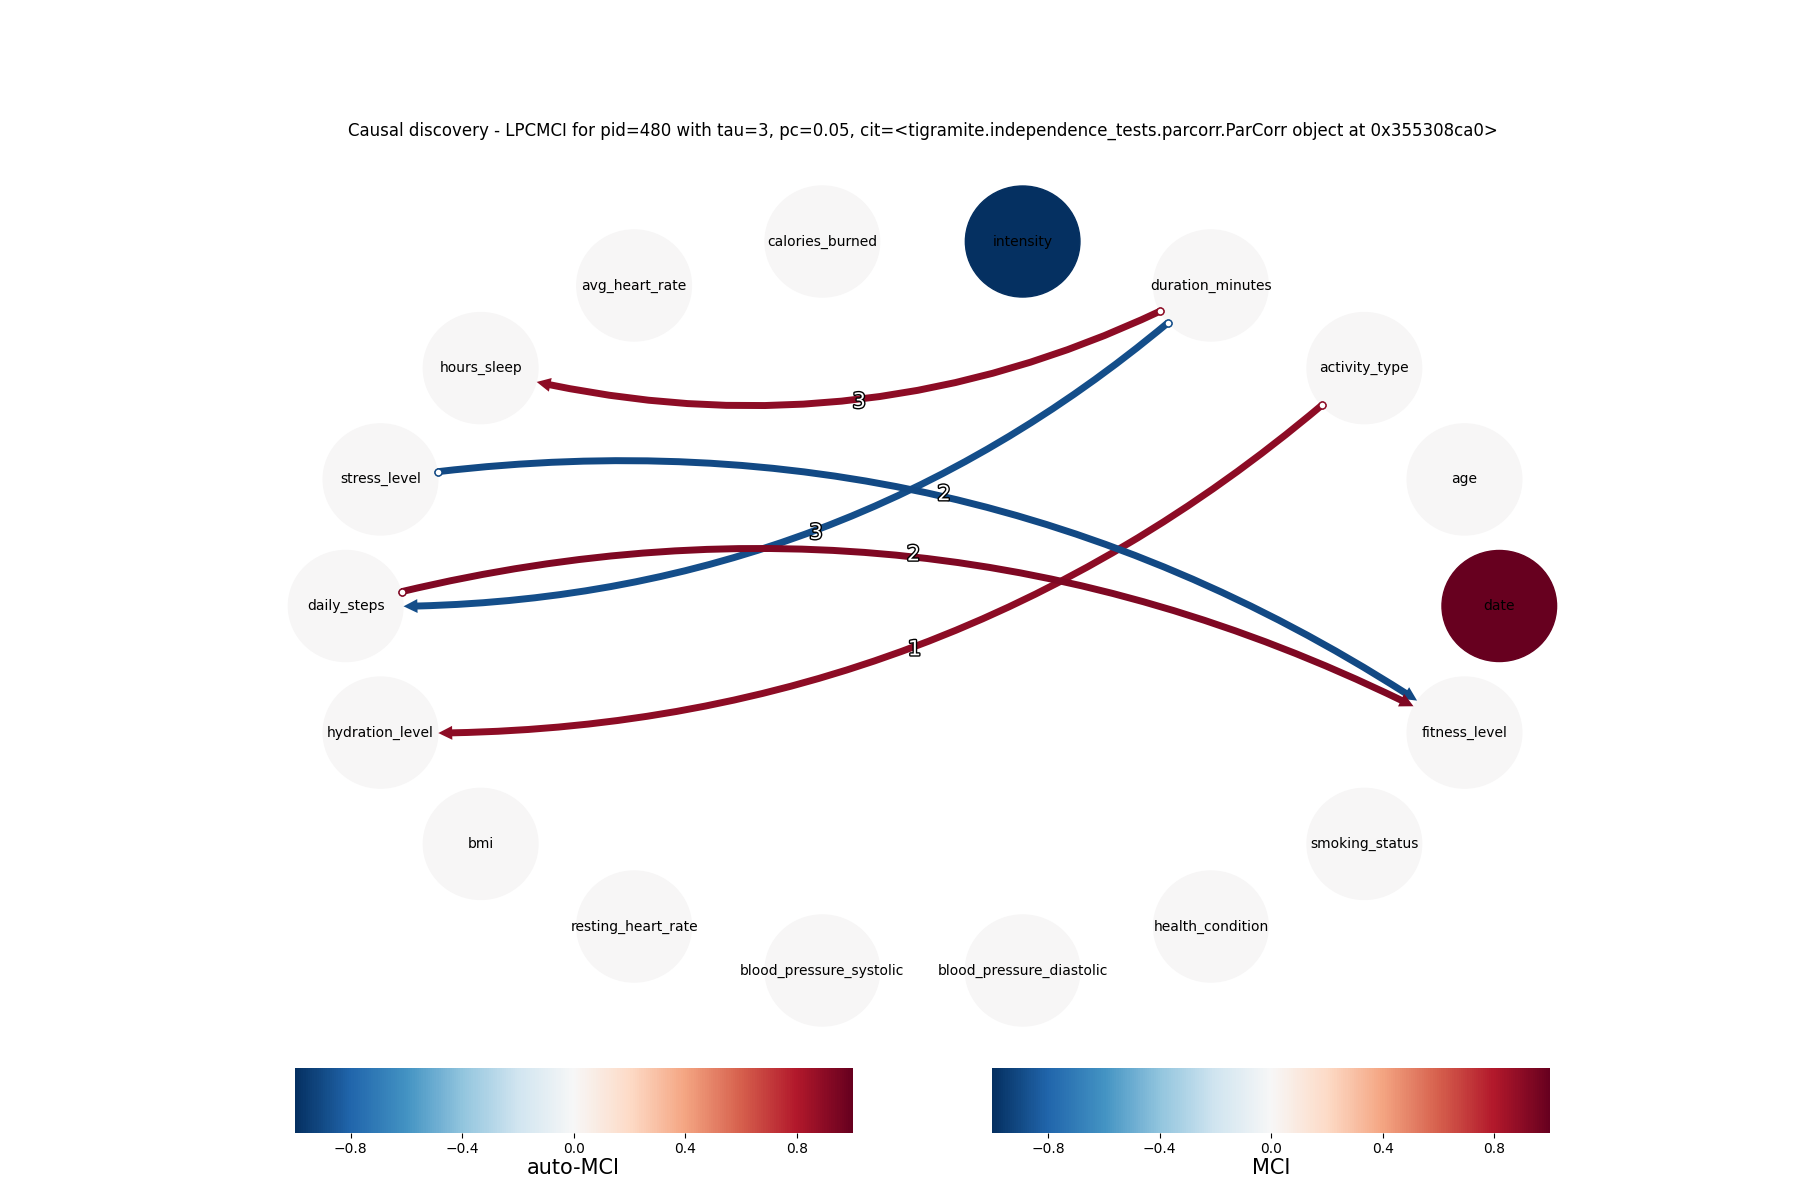 Causal discovery - LPCMCI for pid=480 with tau=3, pc=0.05, cit=<tigramite.independence_tests.parcorr.ParCorr object at 0x355308ca0>
calories_burned
intensity
avg_heart_rate
duration_minutes
hours_sleep
activity_type
3
stress_level
age
2
3
2
daily_steps
date
1
hydration_level
fitness_level
bmi
smoking_status
resting_heart_rate
health_condition
blood_pressure_systolic
blood_pressure_diastolic
−0.8 −0.4 0.0 0.4 0.8
auto-MCI
−0.8 −0.4 0.0 0.4 0.8
MCI